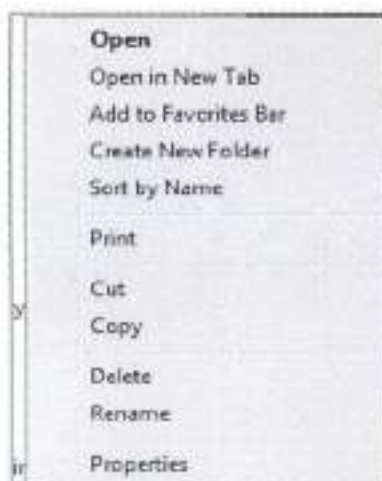 Open
Open in New Tab
Add to Favorites Bar
Create New Folder
Sort by Name
Print
Cut
y
Copy
Delete
Rename
ir
Properties